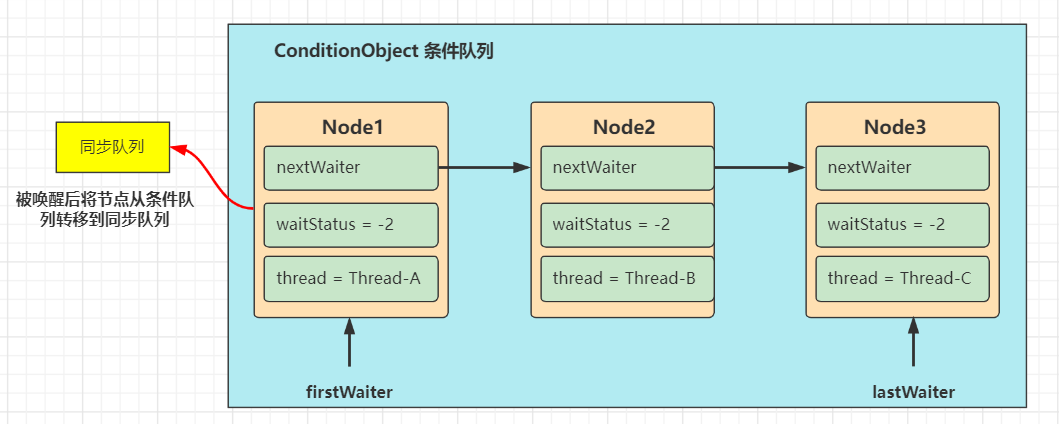 ConditionObject 条件队列
同步队列
被唤醒后将节点从条件队
列转移到同步队列
Node1
nextWaiter
waitStatus = -2
thread = Thread-A
Node2
nextWaiter
waitStatus = -2
thread = Thread-B
Node3
nextWaiter
waitStatus = -2
thread = Thread-C
firstWaiter
lastWaiter